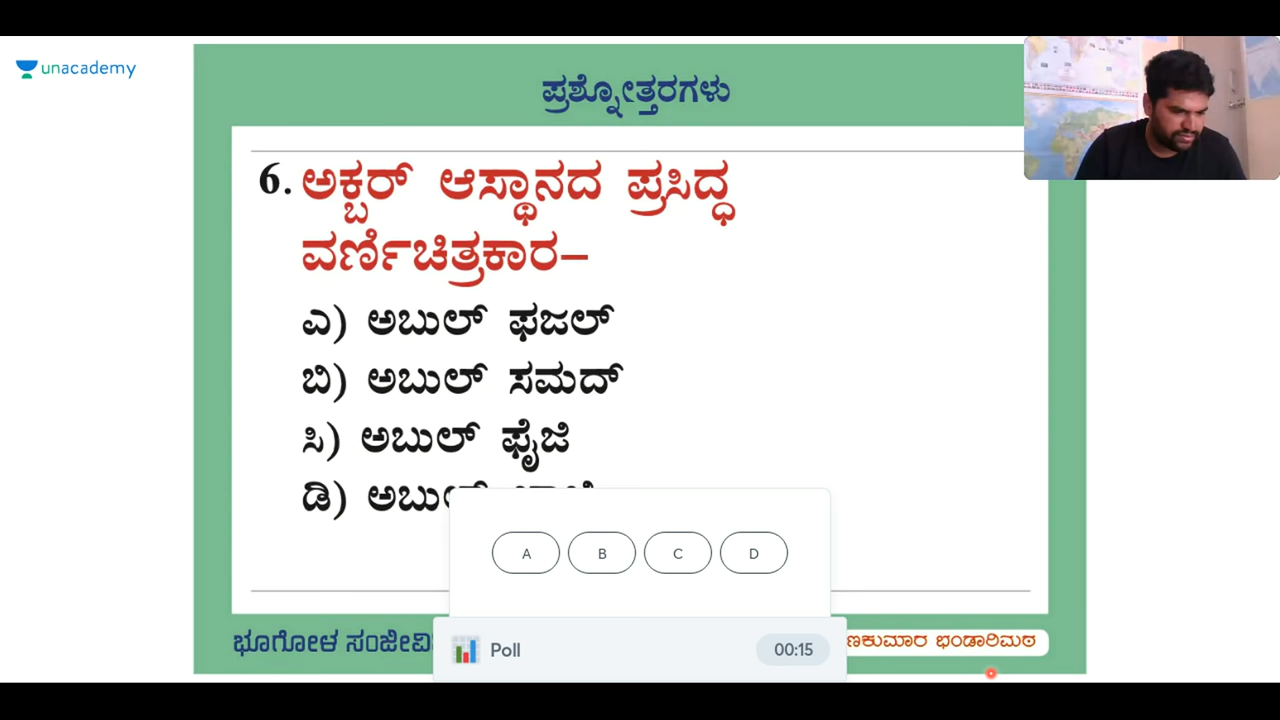 unacademy
ಪ್ರಶ್ನೋತ್ತರಗಳು
6. ಅಕ್ಬರ್ ಆಸ್ಥಾನದ ಪ್ರಸಿದ್ಧ
ವರ್ಣಿಚಿತ್ರಕಾರ–
ಎ) ಅಬುಲ್ ಫಜಲ್
ಬಿ) ಅಬುಲ್ ಸಮದ್
ಸಿ) ಅಬುಲ್ ಫೈಜಿ
ಡಿ) ಅಬುಲ್
A B C D
ಭೂಗೋಳ
ಭಂಡಾರಿಮಠ
Poll 00:15